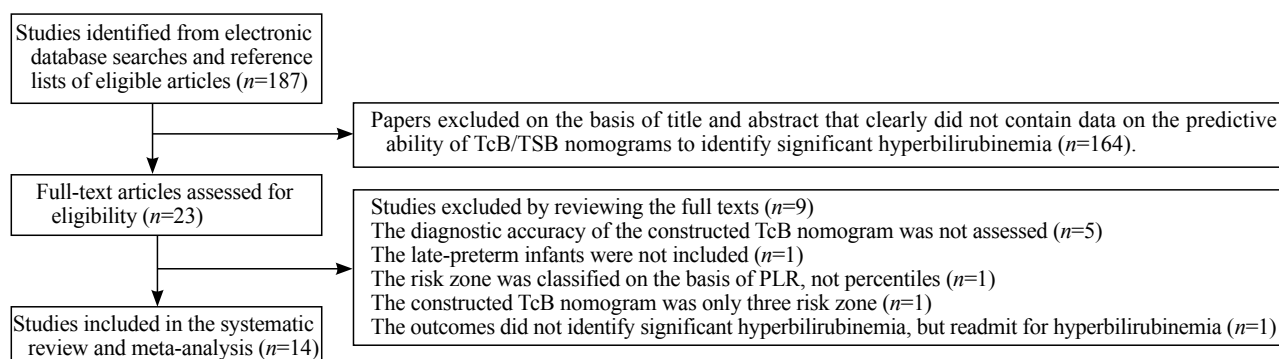 Studies identified from electronic
database searches and reference
lists of eligible articles (n=187)
Papers excluded on the basis of title and abstract that clearly did not contain data on the predictive
ability of TcB/TSB nomograms to identify significant hyperbilirubinemia (n=164).
Full-text articles assessed for
eligibility (n=23)
Studies excluded by reviewing the full texts (n=9)
The diagnostic accuracy of the constructed TcB nomogram was not assessed (n=5)
The late-preterm infants were not included (n=1)
The risk zone was classified on the basis of PLR, not percentiles (n=1)
The constructed TcB nomogram was only three risk zone (n=1)
The outcomes did not identify significant hyperbilirubinemia, but readmit for hyperbilirubinemia (n=1)
Studies included in the systematic
review and meta-analysis (n=14)